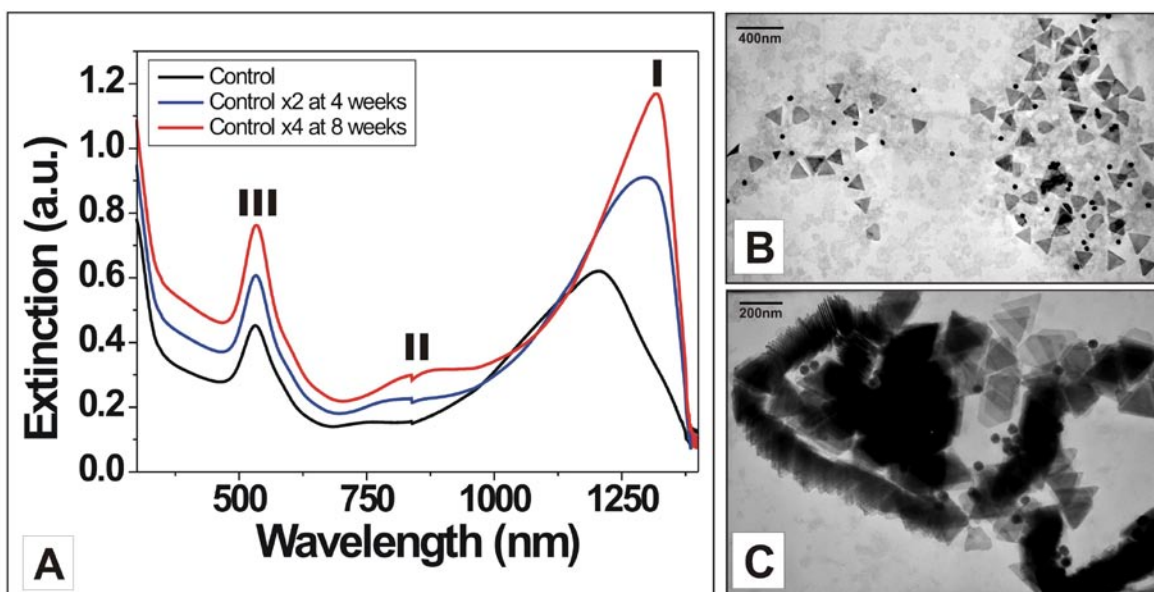 Extinction (a.u.)
1.2
1.0
0.8
0.6
0.4
0.2
0.0
Control
Control x2 at 4 weeks
Control x4 at 8 weeks
I
II
III
500
750
1000
1250
Wavelength (nm)
A
400nm
B
200nm
C